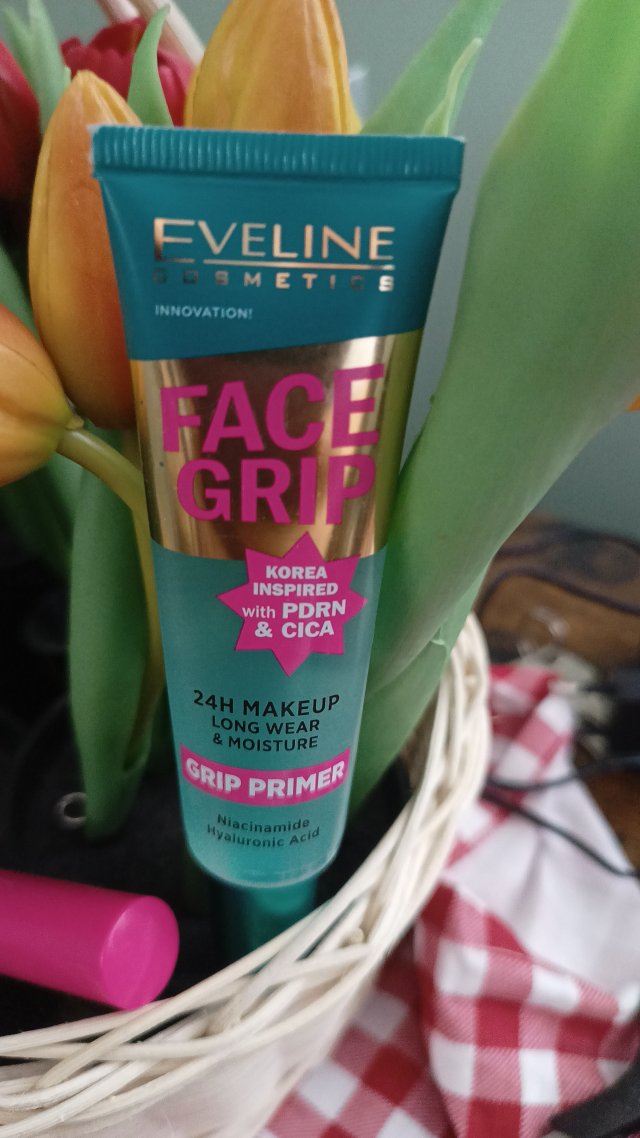 EVELINE
COSMETICS
INNOVATION!
FACE
GRIP
KOREA
INSPIRED
with PDRN
& CICA
24H MAKEUP
LONG WEAR
& MOISTURE
GRIP PRIMER
Niacinamide
Hyaluronic Acid